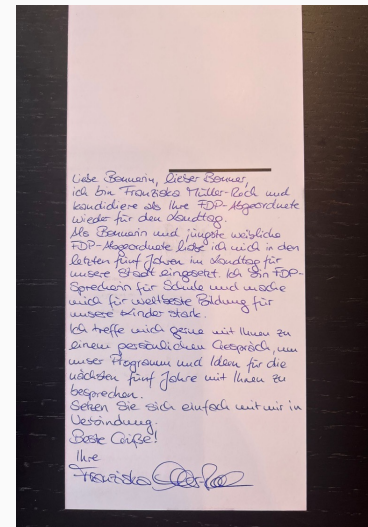 Liebe Bonnerin, lieber Bonner,
ich bin Franziska Müller-Rech und
kandidiere als Ihre FDP-Abgeordnete
wieder für den Landtag.
Als Bonnerin und jüngste weibliche
FDP-Abgeordnete habe ich mich in den
letzten fünf Jahren im Landtag für
unsere Stadt eingesetzt. Ich bin FDP-
Sprecherin für Schule und mache
mich für weltbeste Bildung für
unsere Kinder stark.
Ich treffe mich gerne mit Ihnen zu
einem persönlichen Gespräch, um
unser Programm und Ideen für die
nächsten fünf Jahre mit Ihnen zu
besprechen.
Setzen Sie sich einfach mit mir in
Verbindung.
Beste Grüße!
Ihre
Franziska